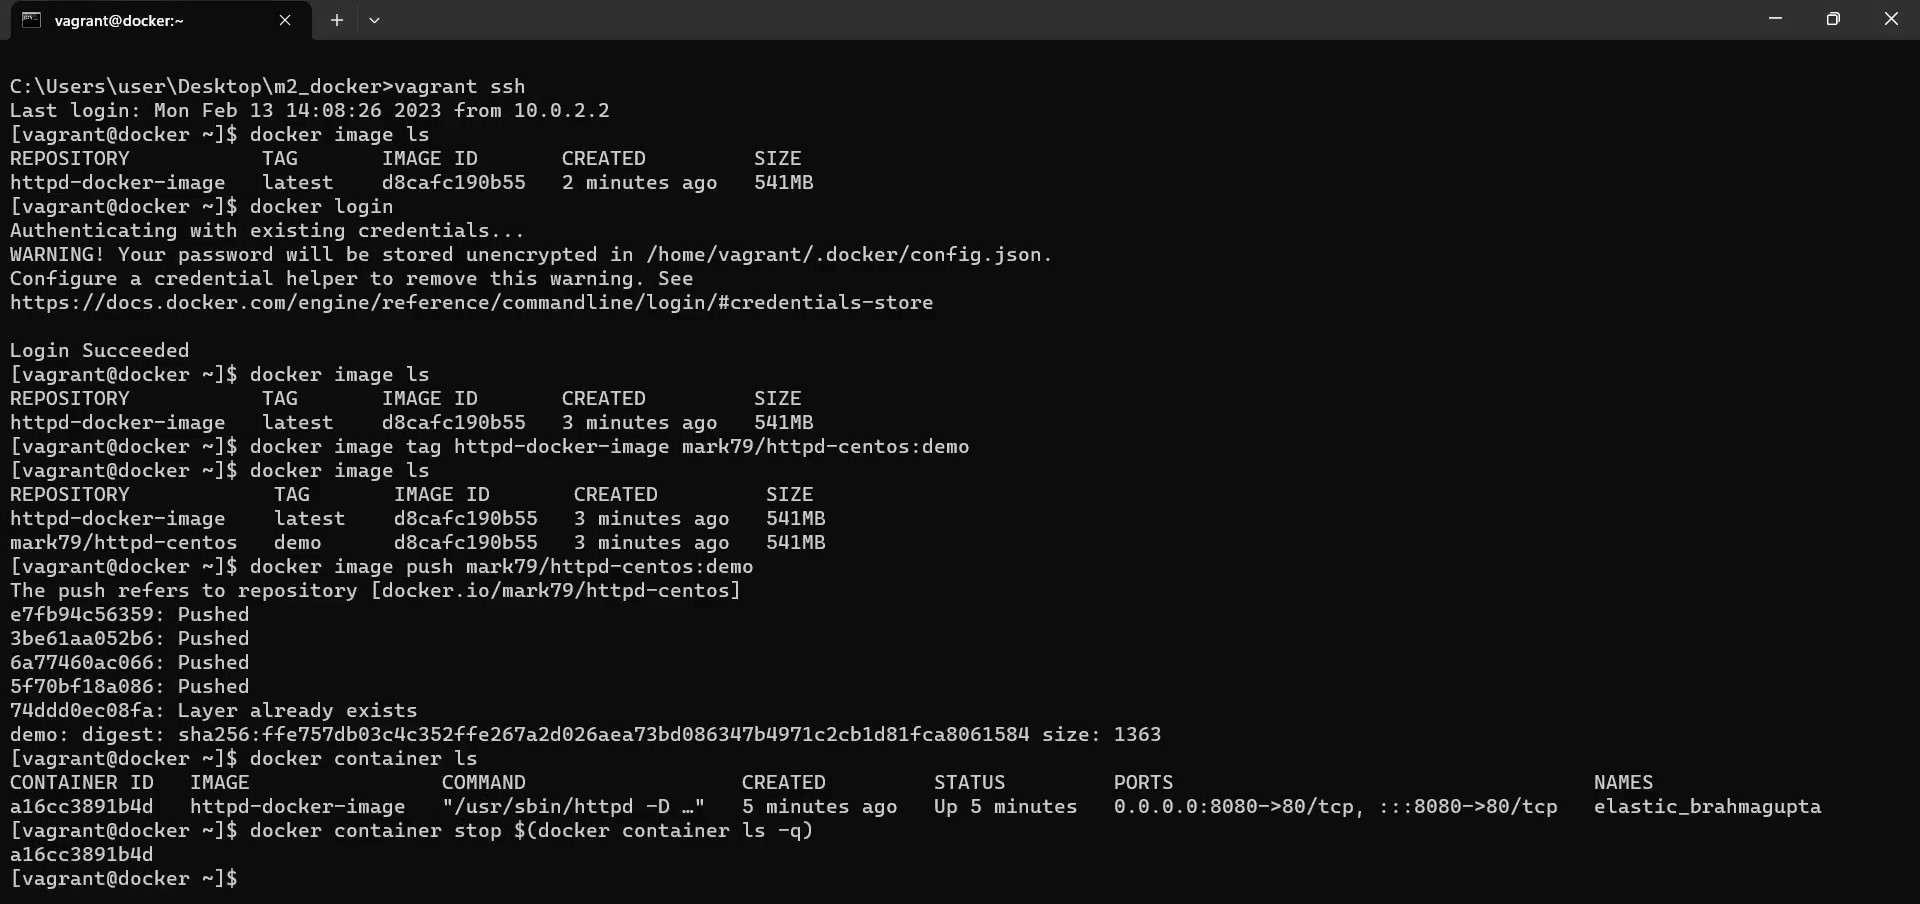 vagrant@docker:~
C:\Users\user\Desktop\m2_docker>vagrant ssh
Last login: Mon Feb 13 14:08:26 2023 from 10.0.2.2
[vagrant@docker ~]$ docker image ls
REPOSITORY           TAG       IMAGE ID       CREATED         SIZE
httpd-docker-image   latest    d8cafc190b55   2 minutes ago   541MB
[vagrant@docker ~]$ docker login
Authenticating with existing credentials...
WARNING! Your password will be stored unencrypted in /home/vagrant/.docker/config.json.
Configure a credential helper to remove this warning. See
https://docs.docker.com/engine/reference/commandline/login/#credentials-store
Login Succeeded
[vagrant@docker ~]$ docker image ls
REPOSITORY           TAG       IMAGE ID       CREATED         SIZE
httpd-docker-image   latest    d8cafc190b55   3 minutes ago   541MB
[vagrant@docker ~]$ docker image tag httpd-docker-image mark79/httpd-centos:demo
[vagrant@docker ~]$ docker image ls
REPOSITORY            TAG       IMAGE ID       CREATED         SIZE
httpd-docker-image    latest    d8cafc190b55   3 minutes ago   541MB
mark79/httpd-centos   demo      d8cafc190b55   3 minutes ago   541MB
[vagrant@docker ~]$ docker image push mark79/httpd-centos:demo
The push refers to repository [docker.io/mark79/httpd-centos]
e7fb94c56359: Pushed
3be61aa052b6: Pushed
6a77460ac066: Pushed
5f70bf18a086: Pushed
74ddd0ec08fa: Layer already exists
demo: digest: sha256:ffe757db03c4c352ffe267a2d026aea73bd086347b4971c2cb1d81fca8061584 size: 1363
[vagrant@docker ~]$ docker container ls
CONTAINER ID   IMAGE                COMMAND                  CREATED         STATUS         PORTS                                   NAMES
a16cc3891b4d   httpd-docker-image   "/usr/sbin/httpd -D …"   5 minutes ago   Up 5 minutes   0.0.0.0:8080->80/tcp, :::8080->80/tcp   elastic_brahmagupta
[vagrant@docker ~]$ docker container stop $(docker container ls -q)
a16cc3891b4d
[vagrant@docker ~]$